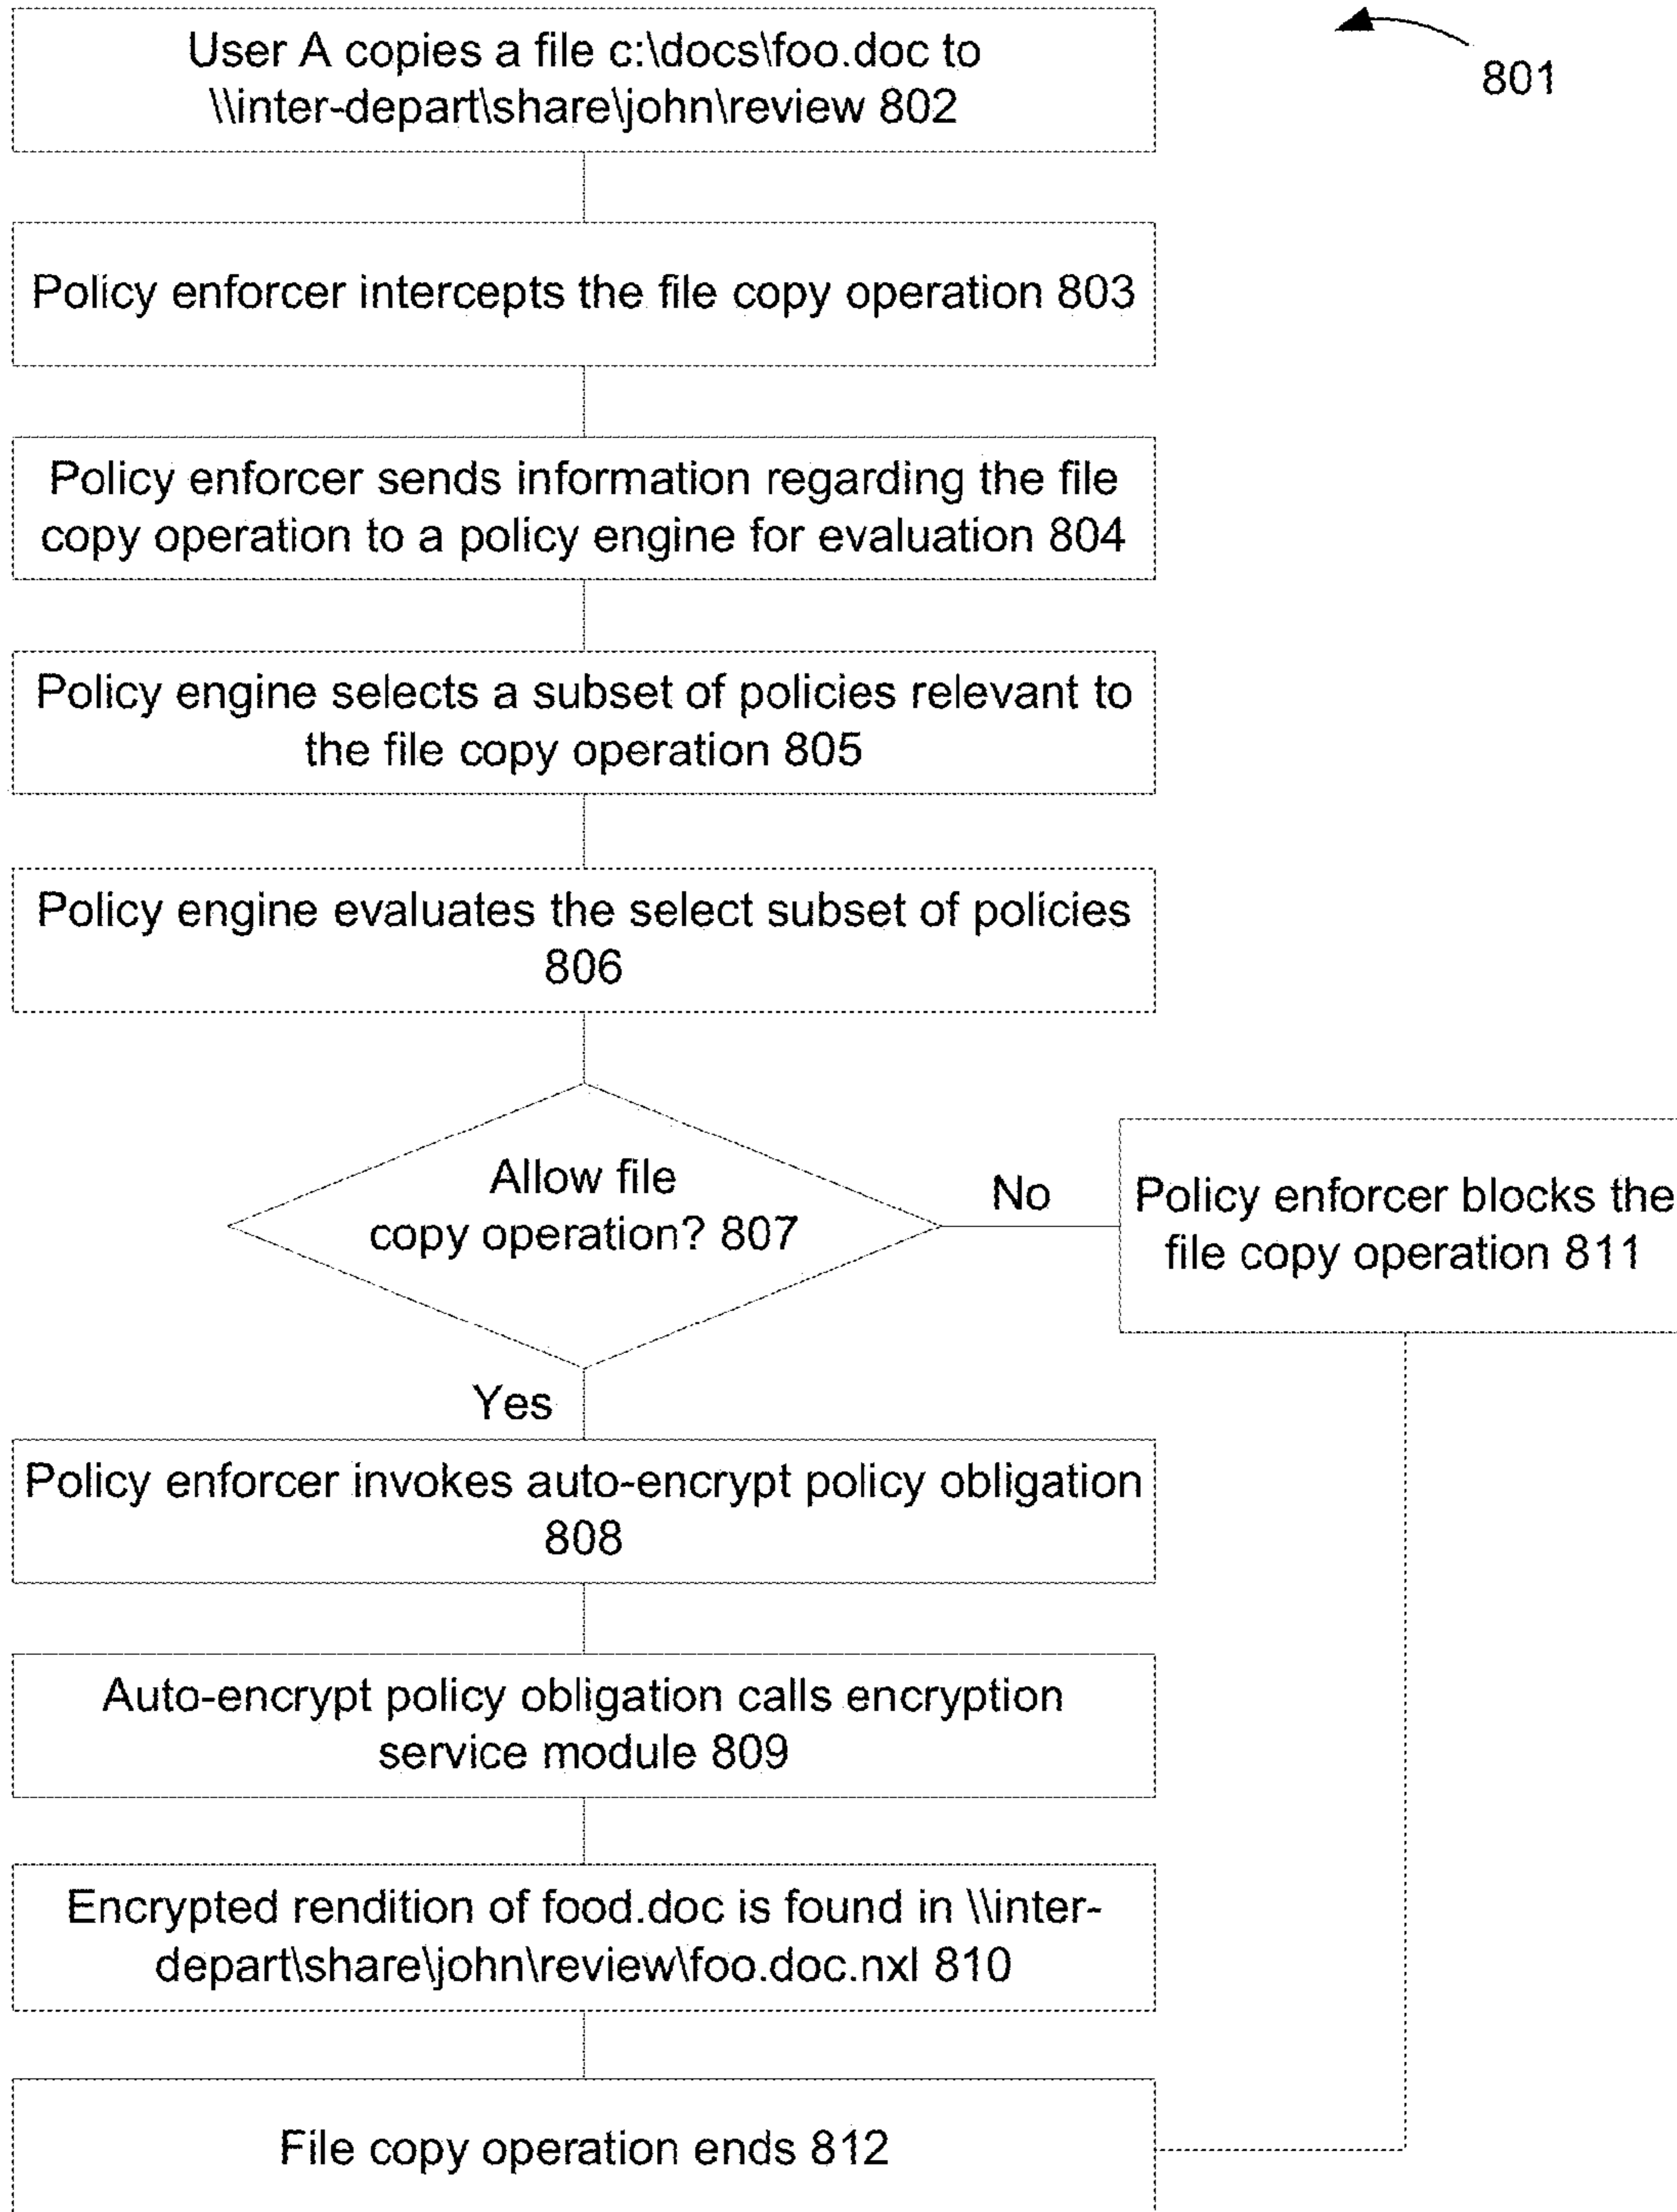 User A copies a file c:\docs\foo.doc to
\\inter-depart\share\john\review 802
801
Policy enforcer intercepts the file copy operation 803
Policy enforcer sends information regarding the file
copy operation to a policy engine for evaluation 804
Policy engine selects a subset of policies relevant to
the file copy operation 805
Policy engine evaluates the select subset of policies
806
Allow file
copy operation? 807
No
Policy enforcer blocks the
file copy operation 811
Yes
Policy enforcer invokes auto-encrypt policy obligation
808
Auto-encrypt policy obligation calls encryption
service module 809
Encrypted rendition of food.doc is found in \\inter-
depart\share\john\review\foo.doc.nxl 810
File copy operation ends 812